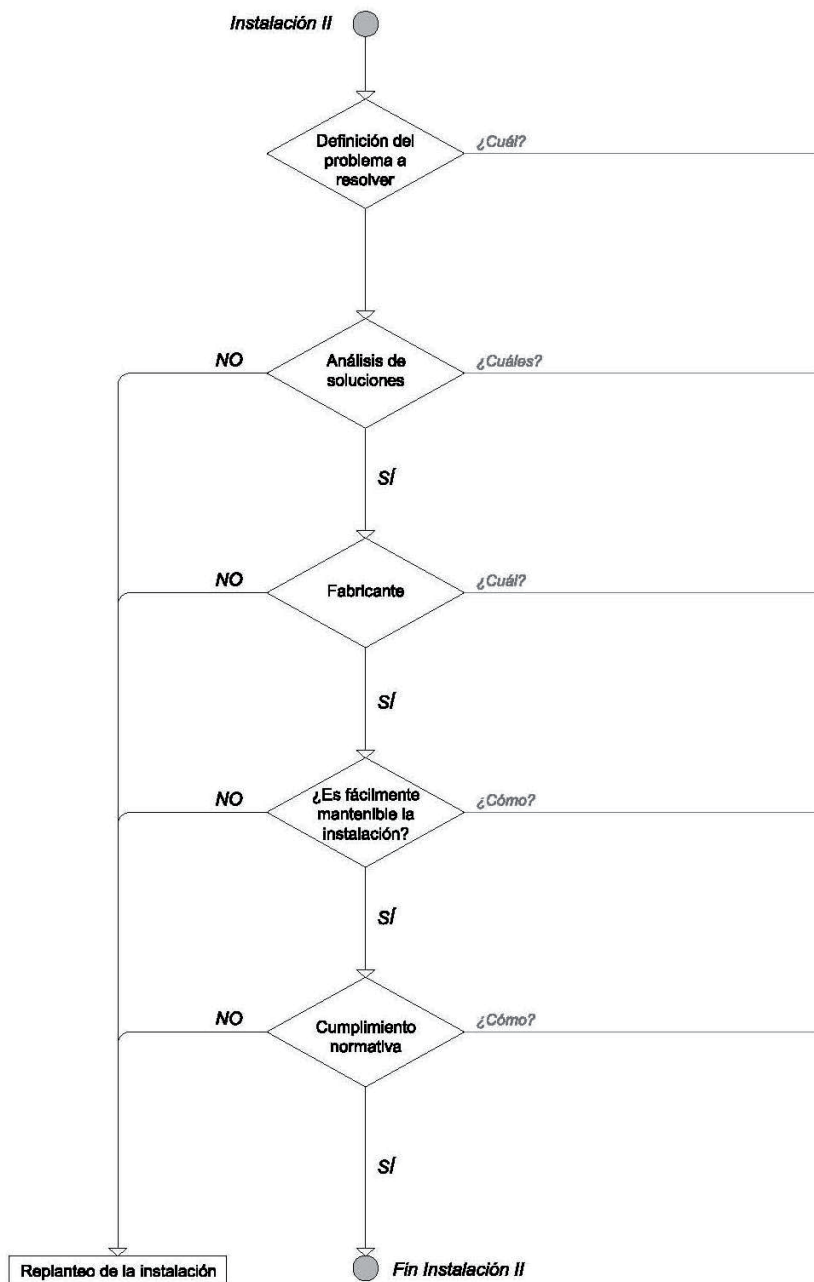 Instalación II
Definición del
problema a
resolver
¿Cuál?
NO
Análisis de
soluciones
¿Cuáles?
SÍ
NO
Fabricante
¿Cuál?
SÍ
NO
¿Es fácilmente
mantenible la
instalación?
¿Cómo?
SÍ
NO
Cumplimiento
normativa
¿Cómo?
SÍ
Replanteo de la instalación
Fin Instalación II